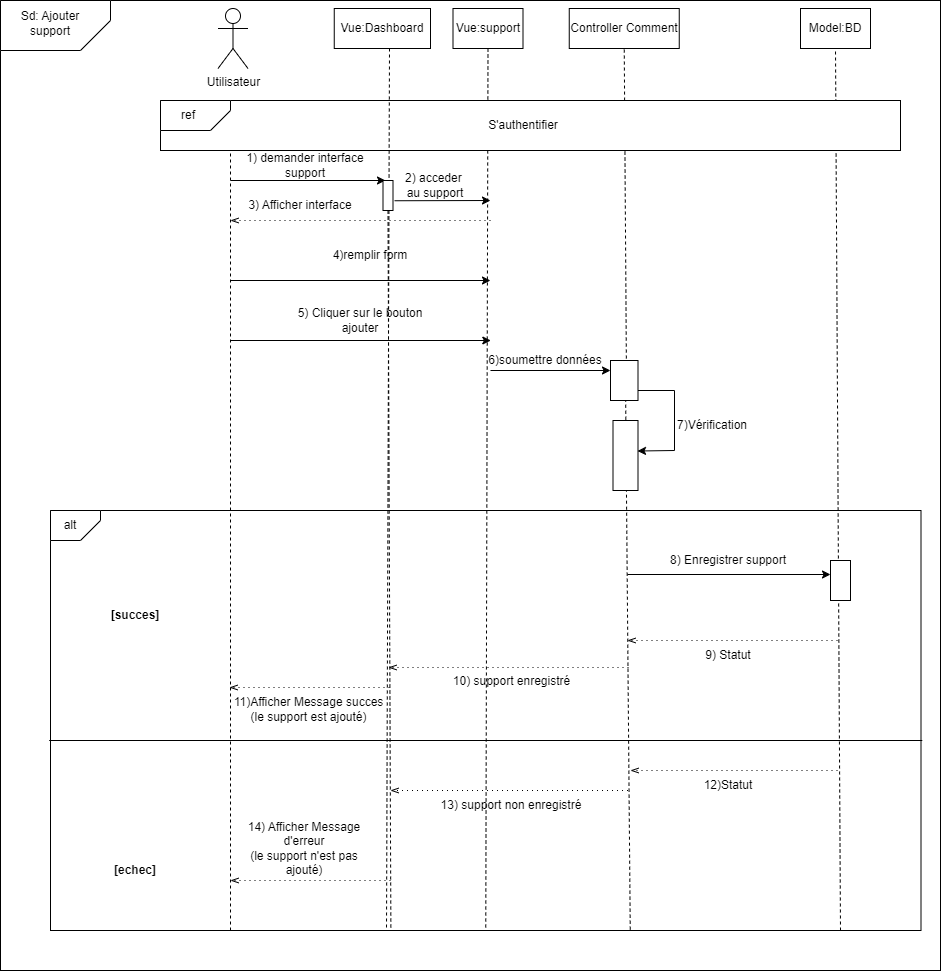 Sd: Ajouter
support
Utilisateur
Vue:Dashboard
Vue:support
Controller Comment
Model:BD
ref
S'authentifier
1) demander interface
support
2) acceder
au support
3) Afficher interface
4)remplir form
5) Cliquer sur le bouton
ajouter
6)soumettre données
7)Vérification
alt
8) Enregistrer support
[succes]
9) Statut
10) support enregistré
11)Afficher Message succes
(le support est ajouté)
12)Statut
13) support non enregistré
14) Afficher Message
d'erreur
(le support n'est pas
ajouté)
[echec]